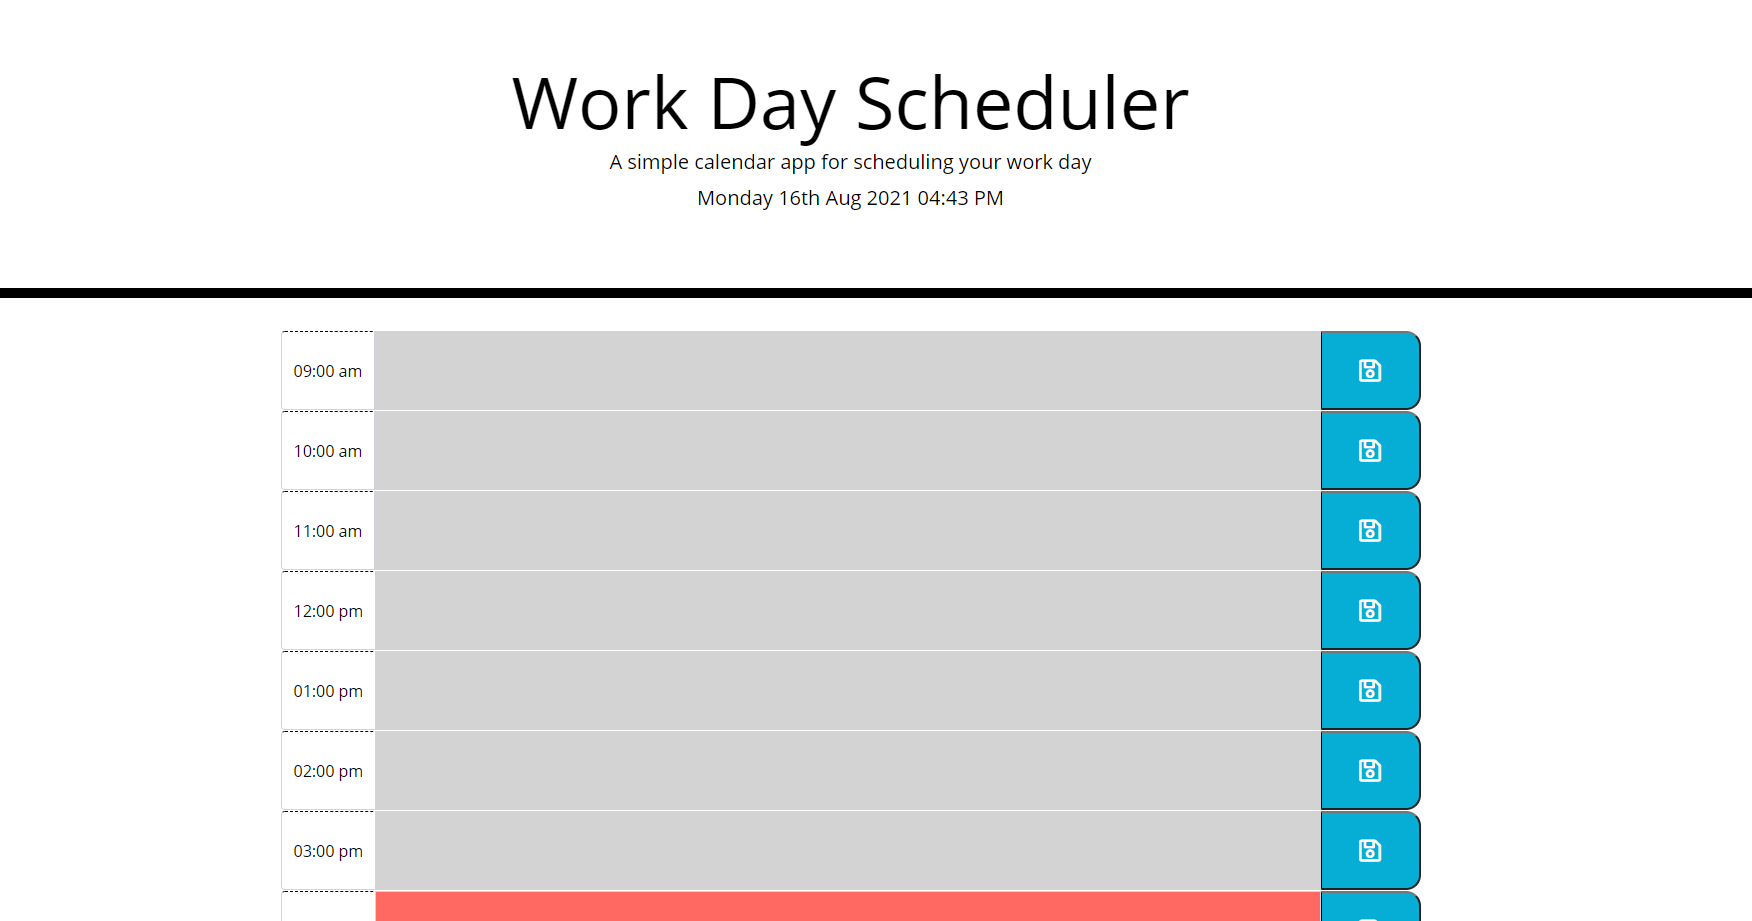 Work Day Scheduler
A simple calendar app for scheduling your work day
Monday 16th Aug 2021 04:43 PM
09:00 am
10:00 am
11:00 am
12:00 pm
01:00 pm
02:00 pm
03:00 pm